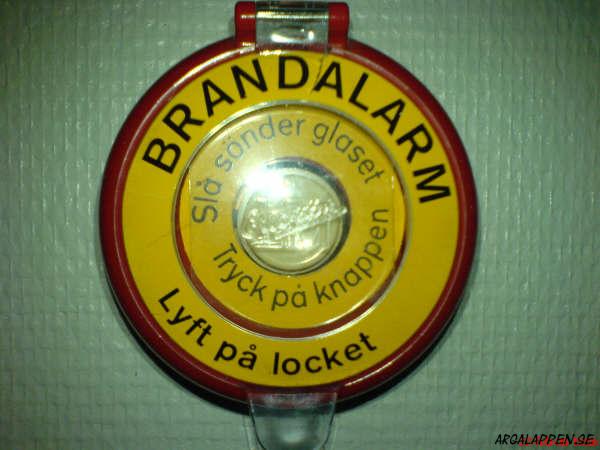 BRANDALARM
Slå sönder glaset
Tryck på knappen
Lyft på locket
ARGALAPPEN.SE